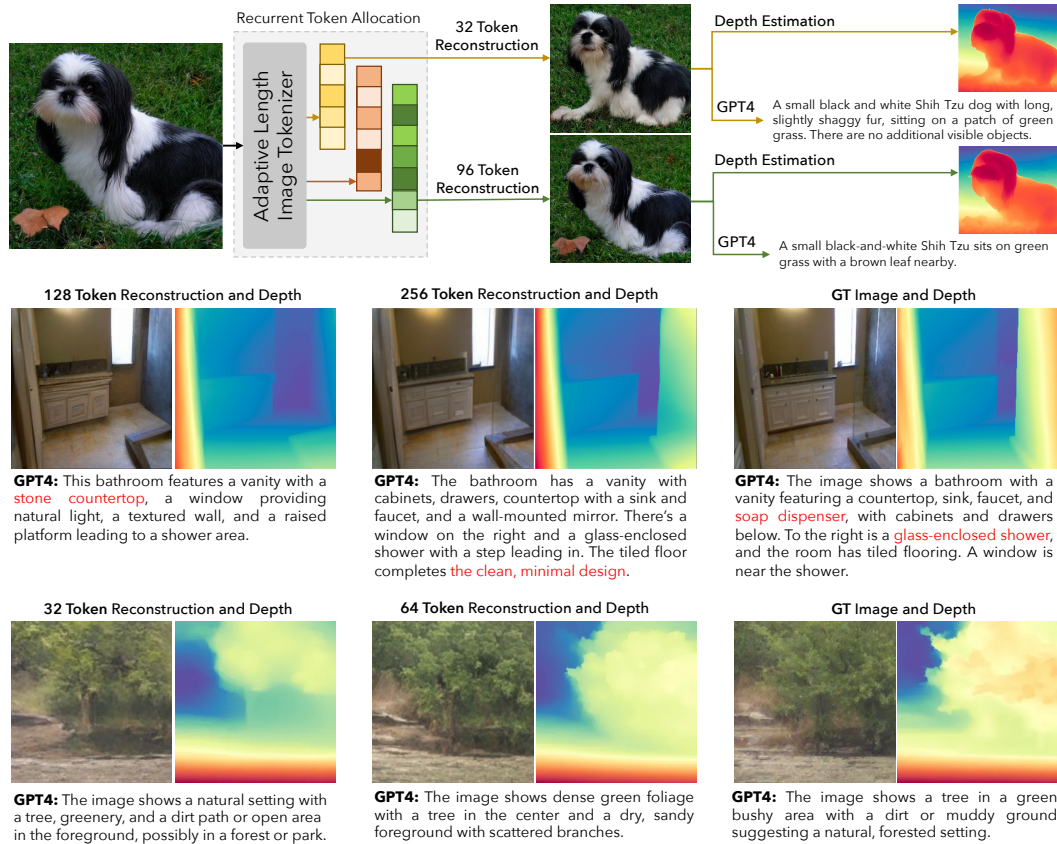 Recurrent Token Allocation
Adaptive Length
Image Tokenizer
32 Token
Reconstruction
96 Token
Reconstruction
Depth Estimation
GPT4
A small black and white Shih Tzu dog with long,
slightly shaggy fur, sitting on a patch of green
grass. There are no additional visible objects.
Depth Estimation
GPT4
A small black-and-white Shih Tzu sits on green
grass with a brown leaf nearby.
128 Token Reconstruction and Depth
GPT4: This bathroom features a vanity with a
stone countertop, a window providing
natural light, a textured wall, and a raised
platform leading to a shower area.
256 Token Reconstruction and Depth
GPT4: The bathroom has a vanity with
cabinets, drawers, countertop with a sink and
faucet, and a wall-mounted mirror. There's a
window on the right and a glass-enclosed
shower with a step leading in. The tiled floor
completes the clean, minimal design.
GT Image and Depth
GPT4: The image shows a bathroom with a
vanity featuring a countertop, sink, faucet, and
soap dispenser, with cabinets and drawers
below. To the right is a glass-enclosed shower,
and the room has tiled flooring. A window is
near the shower.
32 Token Reconstruction and Depth
GPT4: The image shows a natural setting with
a tree, greenery, and a dirt path or open area
in the foreground, possibly in a forest or park.
64 Token Reconstruction and Depth
GPT4: The image shows dense green foliage
with a tree in the center and a dry, sandy
foreground with scattered branches.
GT Image and Depth
GPT4: The image shows a tree in a green
bushy area with a dirt or muddy ground
suggesting a natural, forested setting.